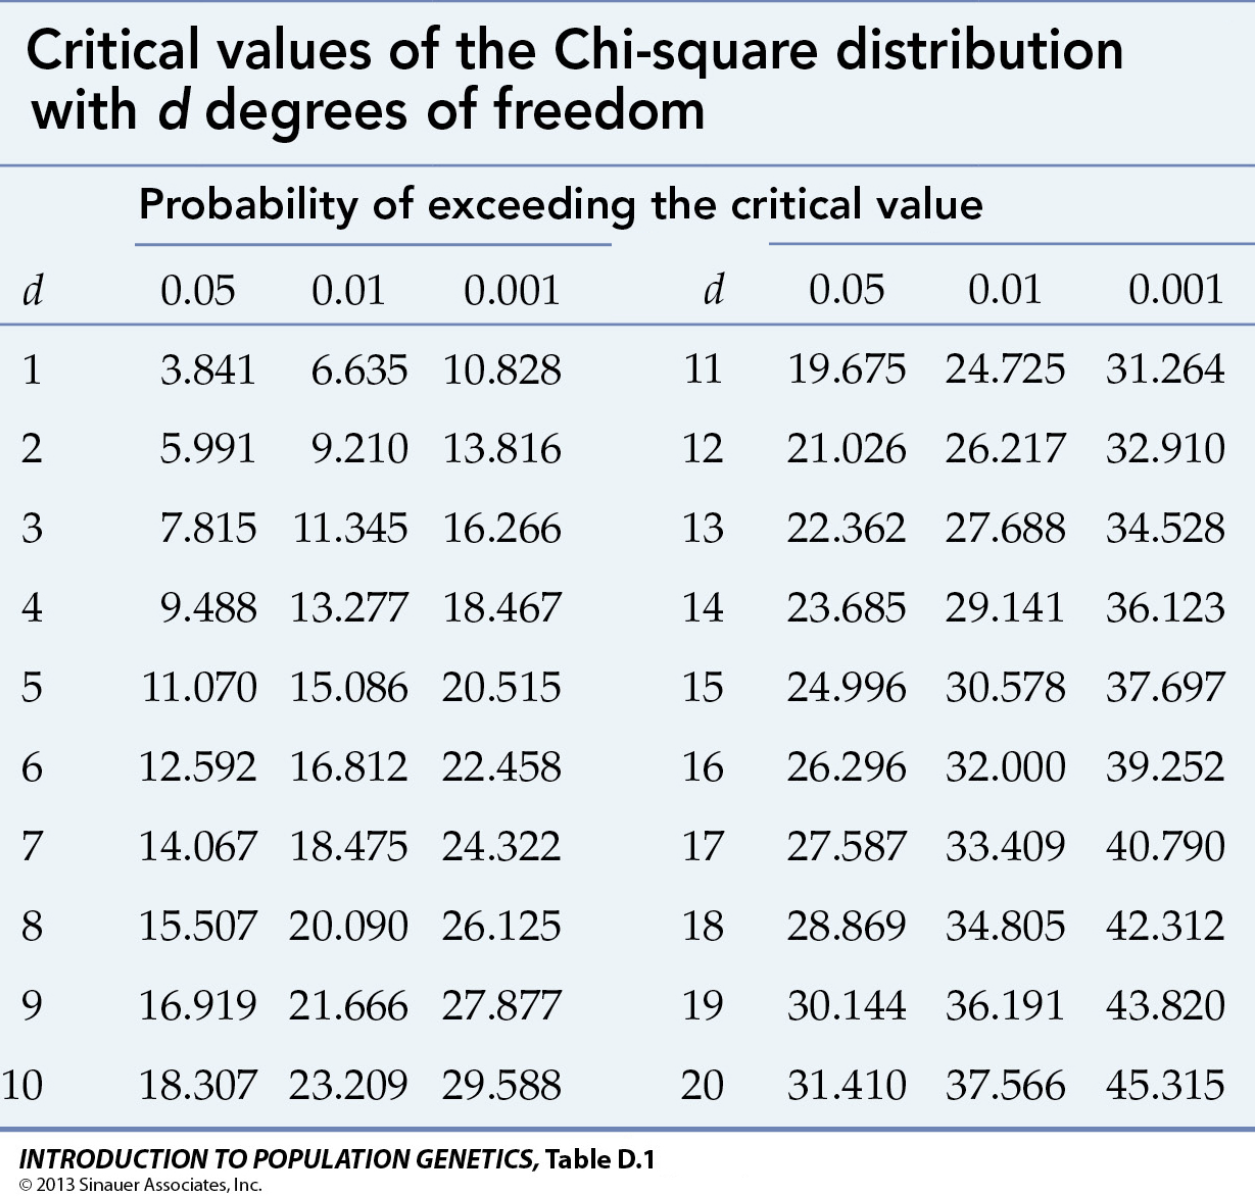 Critical values of the Chi-square distribution
with d degrees of freedom
Probability of exceeding the critical value
d 0.05 0.01 0.001 d 0.05 0.01 0.001
1 3.841 6.635 10.828 11 19.675 24.725 31.264
2 5.991 9.210 13.816 12 21.026 26.217 32.910
3 7.815 11.345 16.266 13 22.362 27.688 34.528
4 9.488 13.277 18.467 14 23.685 29.141 36.123
5 11.070 15.086 20.515 15 24.996 30.578 37.697
6 12.592 16.812 22.458 16 26.296 32.000 39.252
7 14.067 18.475 24.322 17 27.587 33.409 40.790
8 15.507 20.090 26.125 18 28.869 34.805 42.312
9 16.919 21.666 27.877 19 30.144 36.191 43.820
10 18.307 23.209 29.588 20 31.410 37.566 45.315
INTRODUCTION TO POPULATION GENETICS, Table D.1
© 2013 Sinauer Associates, Inc.